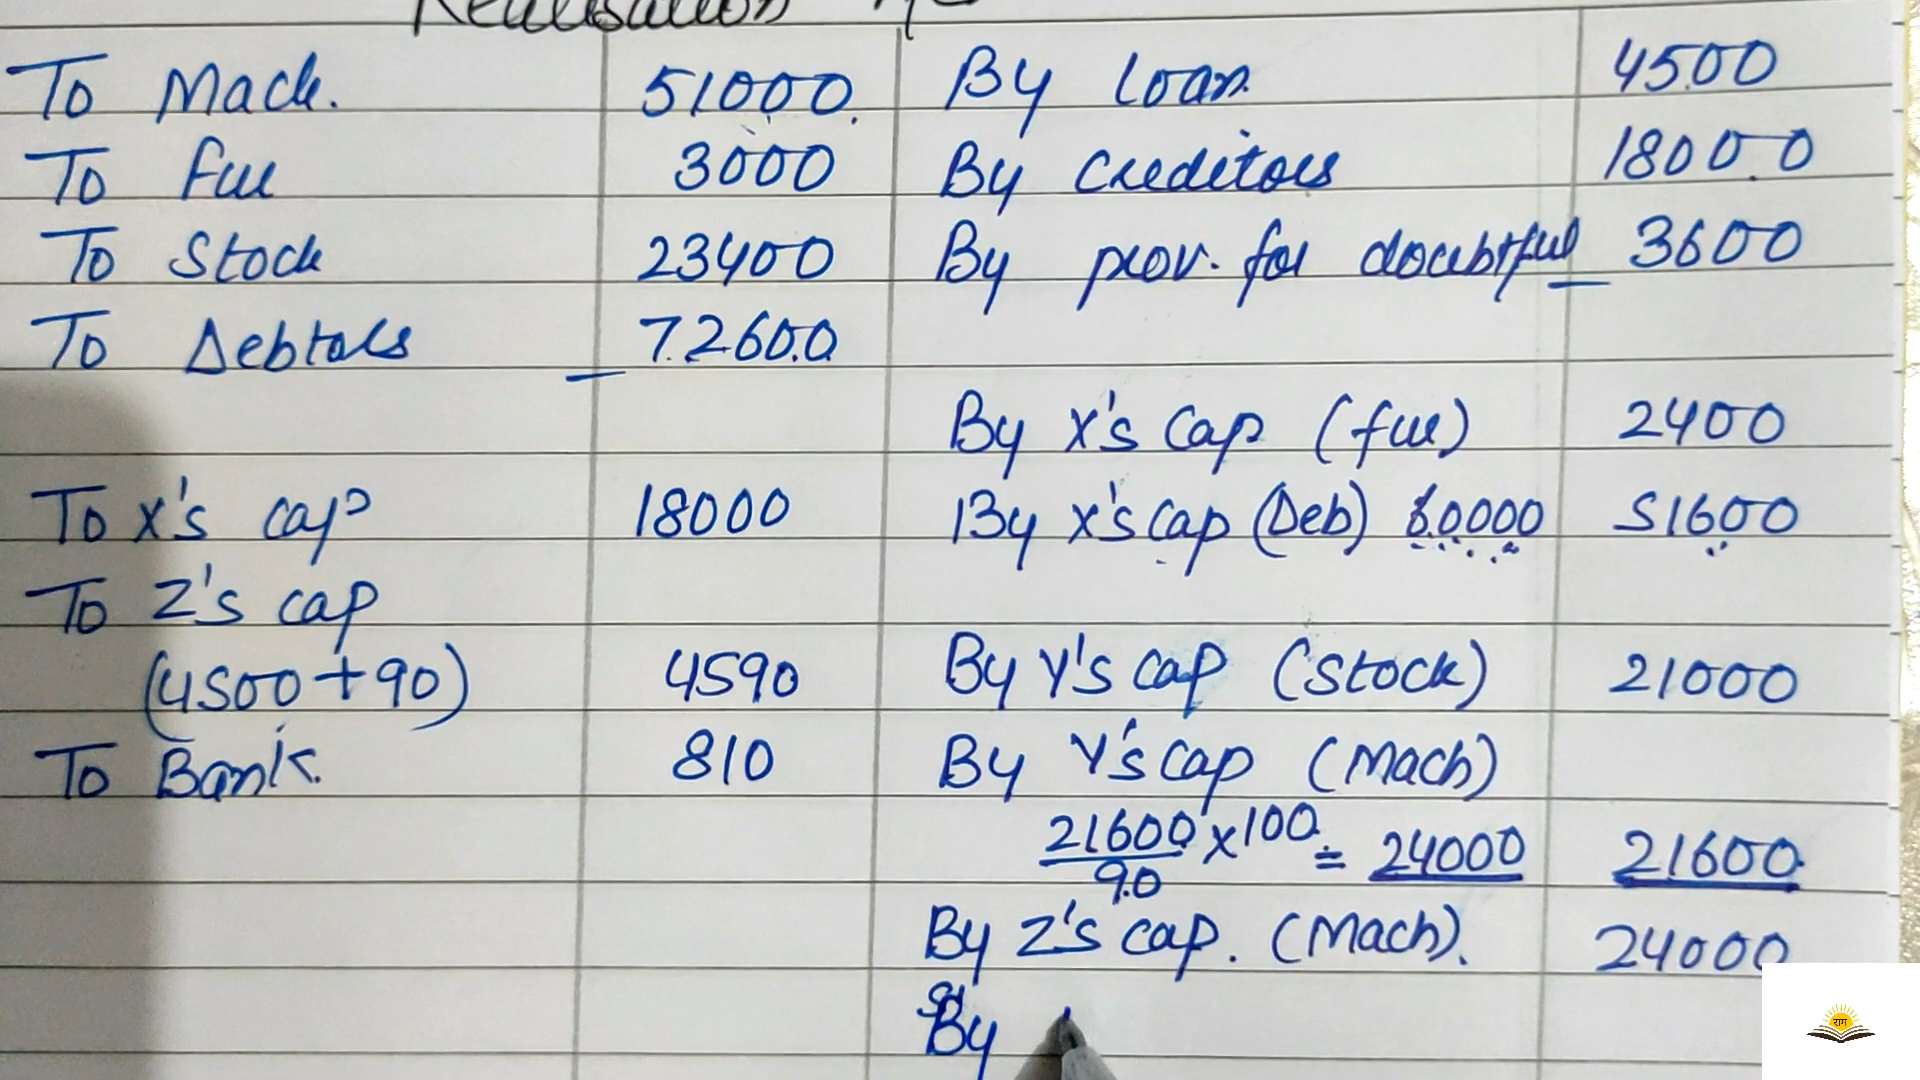 Realisation A/c
To Mach. 51000 By loan 4500
To Fur 3000 By Creditors 18000
To Stock 23400 By prov. for doubtful 3600
To Debtors 72600
By X's Cap (fur) 2400
To X's cap 18000 By X's Cap (Deb) 60000 51600
To Z's cap
(4500+90) 4590 By Y's Cap (Stock) 21000
To Bank. 810 By Y's Cap (Mach)
21600/90 x 100 = 24000 21600
By Z's cap. (Mach). 24000
By
राम